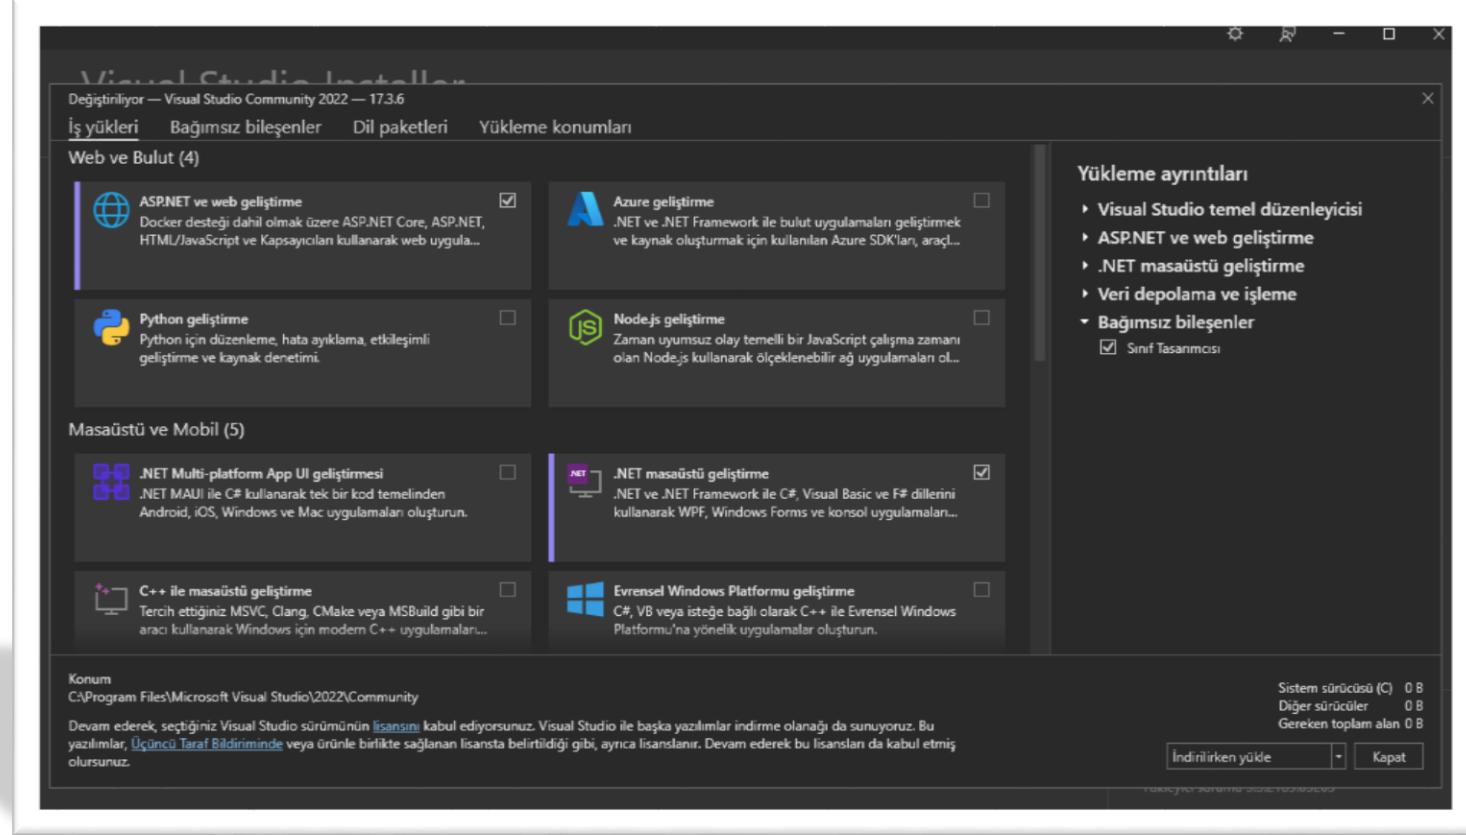 Visual Studio Installer
Değiştiriliyor — Visual Studio Community 2022 — 17.3.6
İş yükleri Bağımsız bileşenler Dil paketleri Yükleme konumları
Web ve Bulut (4)
ASP.NET ve web geliştirme
Docker desteği dahil olmak üzere ASP.NET Core, ASP.NET,
HTML/JavaScript ve Kapsayıcıları kullanarak web uygula...
Azure geliştirme
.NET ve .NET Framework ile bulut uygulamaları geliştirmek
ve kaynak oluşturmak için kullanılan Azure SDK'ları, araçl...
Python geliştirme
Python için düzenleme, hata ayıklama, etkileşimli
geliştirme ve kaynak denetimi.
Node.js geliştirme
Zaman uyumsuz olay temelli bir JavaScript çalışma zamanı
olan Node.js kullanarak ölçeklenebilir ağ uygulamaları ol...
Masaüstü ve Mobil (5)
.NET Multi-platform App UI geliştirmesi
.NET MAUI ile C# kullanarak tek bir kod temelinden
Android, iOS, Windows ve Mac uygulamaları oluşturun.
.NET
.NET masaüstü geliştirme
.NET ve .NET Framework ile C#, Visual Basic ve F# dillerini
kullanarak WPF, Windows Forms ve konsol uygulamaları...
C++ ile masaüstü geliştirme
Tercih ettiğiniz MSVC, Clang, CMake veya MSBuild gibi bir
aracı kullanarak Windows için modern C++ uygulamaları...
Evrensel Windows Platformu geliştirme
C#, VB veya isteğe bağlı olarak C++ ile Evrensel Windows
Platformu'na yönelik uygulamalar oluşturun.
Yükleme ayrıntıları
Visual Studio temel düzenleyicisi
ASP.NET ve web geliştirme
.NET masaüstü geliştirme
Veri depolama ve işleme
Bağımsız bileşenler
Sınıf Tasarımcısı
Konum
C:\Program Files\Microsoft Visual Studio\2022\Community
Devam ederek, seçtiğiniz Visual Studio sürümünün lisansını kabul ediyorsunuz. Visual Studio ile başka yazılımlar indirme olanağı da sunuyoruz. Bu
yazılımlar, Üçüncü Taraf Bildiriminde veya ürünle birlikte sağlanan lisansta belirtildiği gibi, ayrıca lisanslanır. Devam ederek bu lisansları da kabul etmiş
olursunuz.
Sistem sürücüsü (C) 0 B
Diğer sürücüler 0 B
Gereken toplam alan 0 B
İndirilirken yükle
Kapat